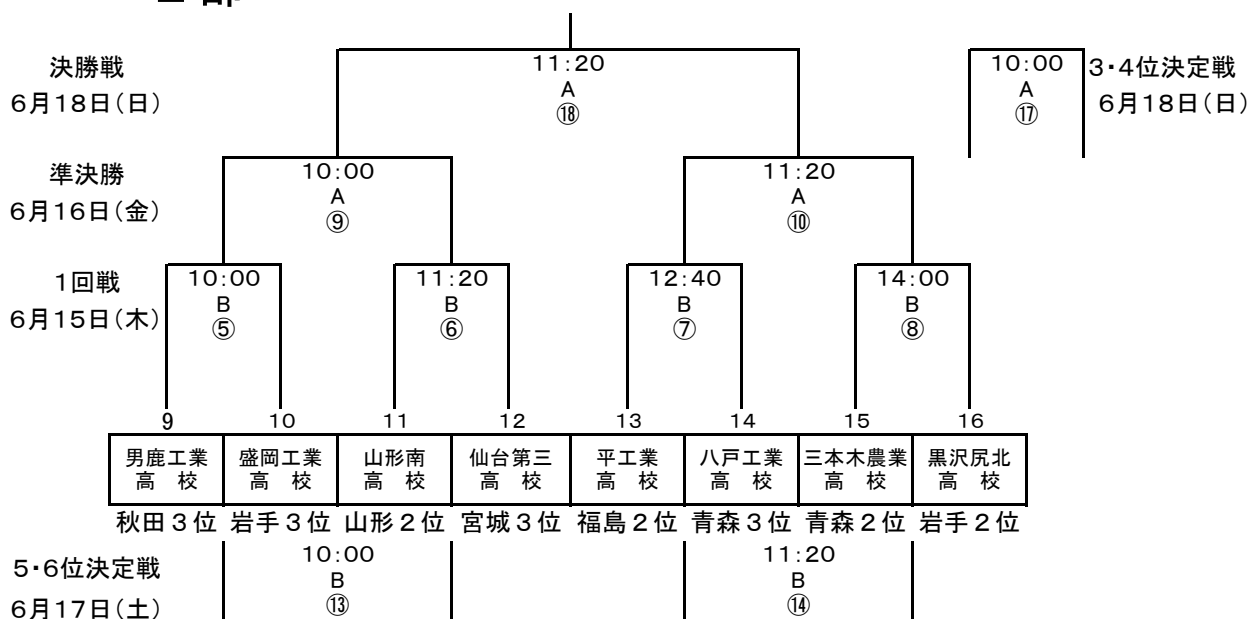 決勝戦
6月18日(日)
11:20
A
⑱
10:00
A
⑰
3・4位決定戦
6月18日(日)
準決勝
6月16日(金)
10:00
A
⑨
11:20
A
⑩
1回戦
6月15日(木)
10:00
B
⑤
11:20
B
⑥
12:40
B
⑦
14:00
B
⑧
9 10 11 12 13 14 15 16
男鹿工業 盛岡工業 山形南 仙台第三 平工業 八戸工業 三本木農業 黒沢尻北
高 校 高 校 高 校 高 校 高 校 高 校 高 校 高 校
秋田3位 岩手3位 山形2位 宮城3位 福島2位 青森3位 青森2位 岩手2位
5・6位決定戦
6月17日(土)
10:00
B
⑬
11:20
B
⑭